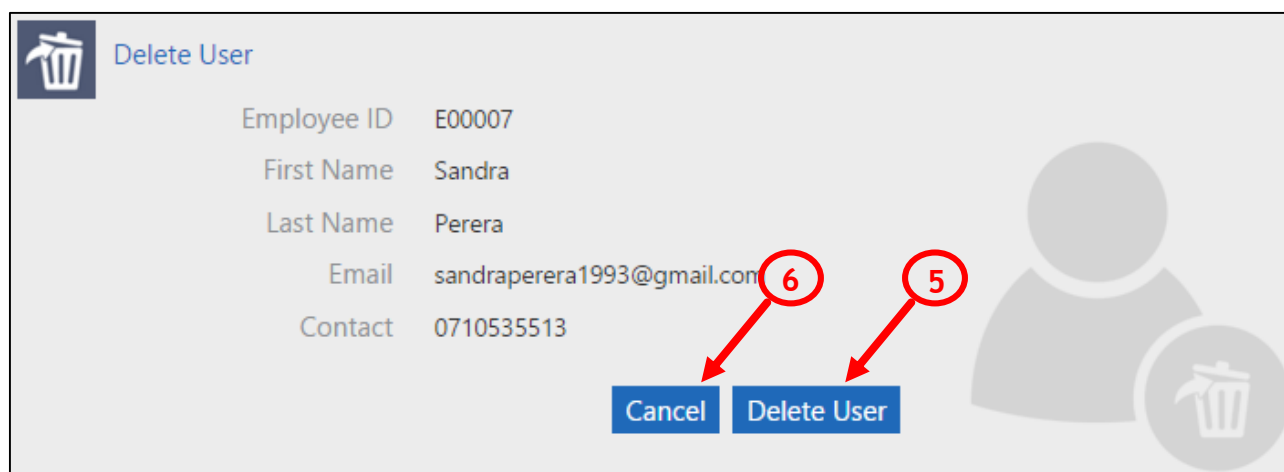 Delete User
Employee ID E00007
First Name Sandra
Last Name Perera
Email sandraperera1993@gmail.com
6 5
Contact 0710535513
Cancel Delete User